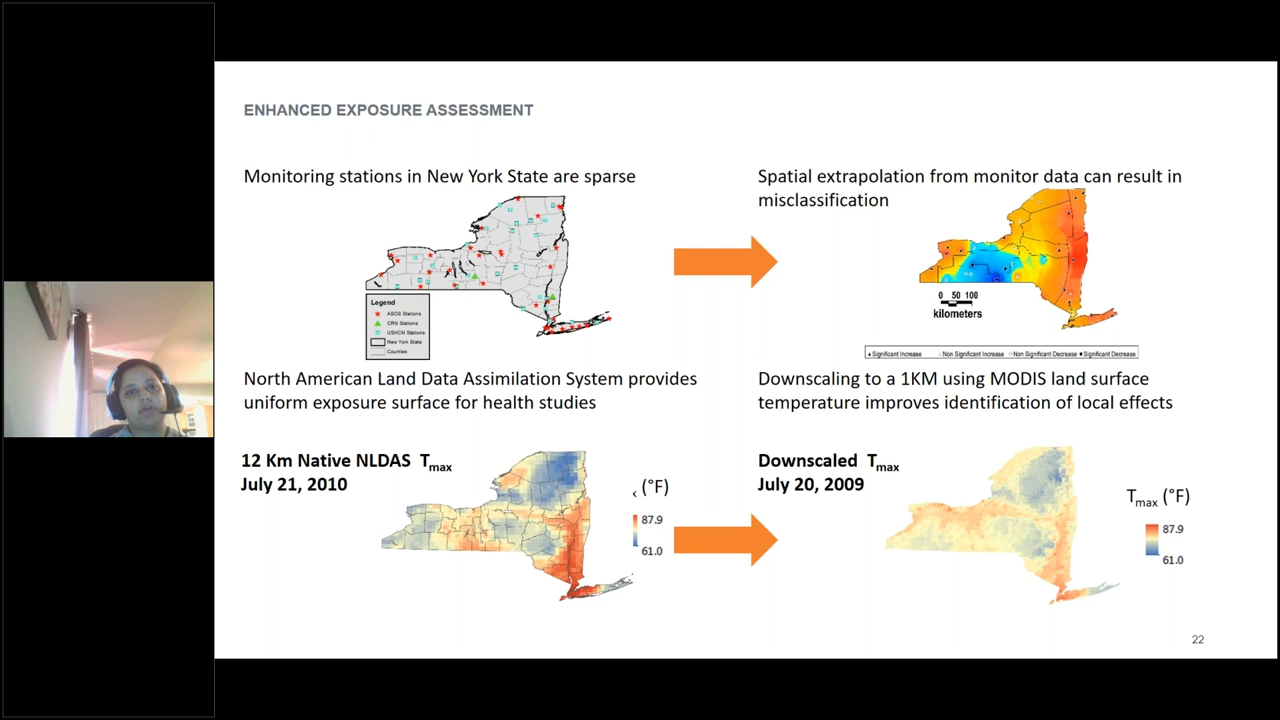 ENHANCED EXPOSURE ASSESSMENT
Monitoring stations in New York State are sparse
Legend
ASOS Stations
CRN Stations
USHCN Stations
New York State
Counties
Spatial extrapolation from monitor data can result in
misclassification
0 50 100
kilometers
Significant Increase Non Significant Increase Non Significant Decrease Significant Decrease
North American Land Data Assimilation System provides
uniform exposure surface for health studies
12 Km Native NLDAS Tmax
July 21, 2010
(°F)
87.9
61.0
Downscaling to a 1KM using MODIS land surface
temperature improves identification of local effects
Downscaled Tmax
July 20, 2009
Tmax (°F)
87.9
61.0
22